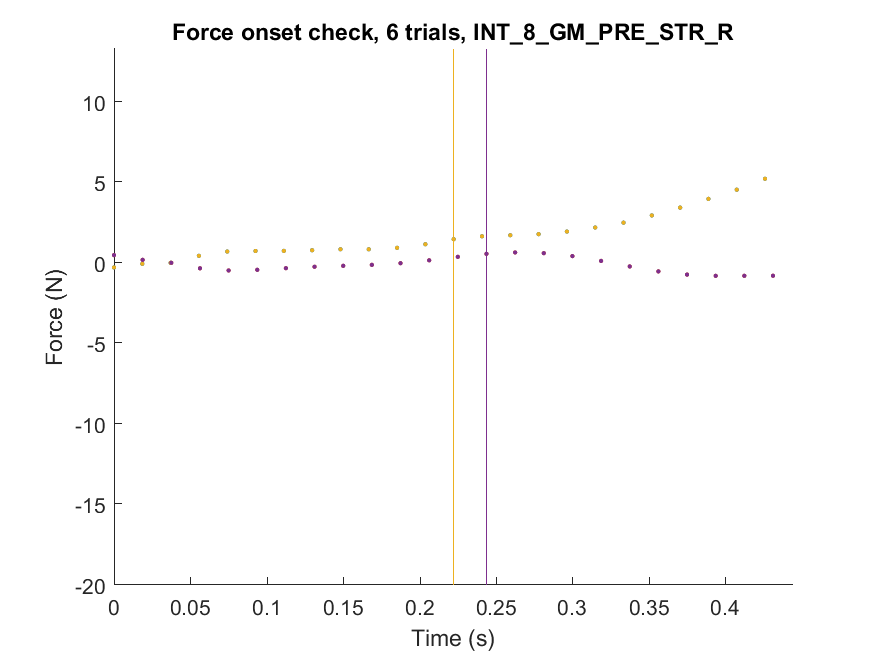 Force onset check, 6 trials, INT_8_GM_PRE_STR_R
10
5
0
-5
-10
-15
-20
Force (N)
0 0.05 0.1 0.15 0.2 0.25 0.3 0.35 0.4
Time (s)